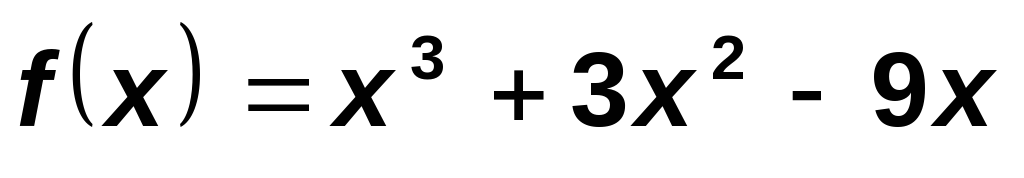 f(x) = x³ + 3x² - 9x